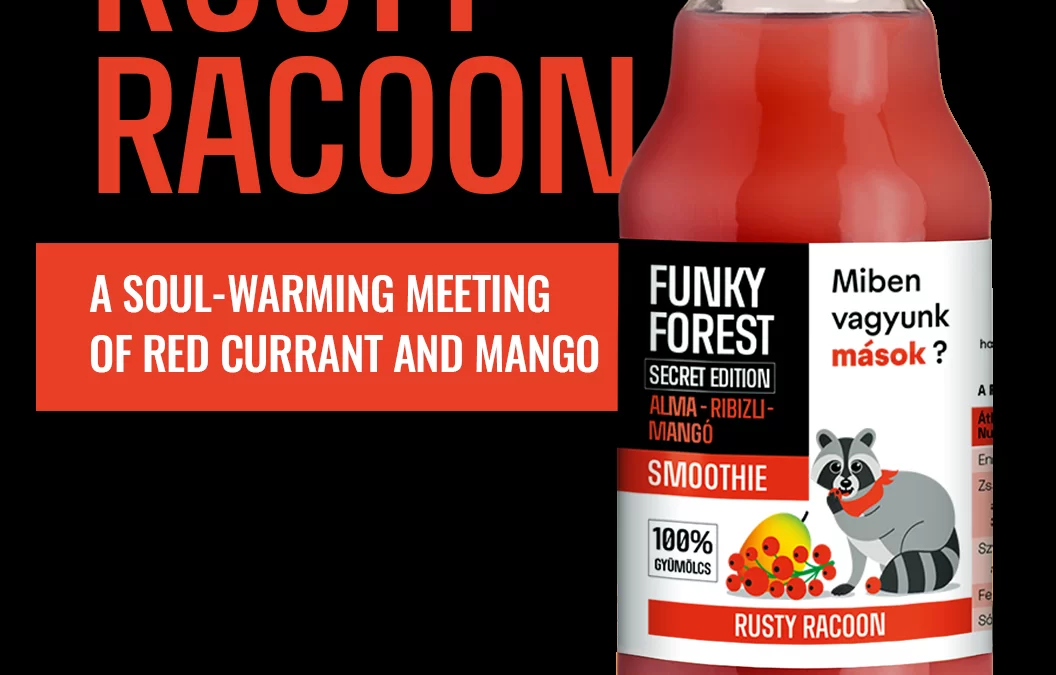 RUSTY
RACOON
A SOUL-WARMING MEETING
OF RED CURRANT AND MANGO
FUNKY
FOREST
SECRET EDITION
ALMA - RIBIZLI -
MANGÓ
SMOOTHIE
100%
GYÜMÖLCS
RUSTY RACOON
Miben
vagyunk
mások ?